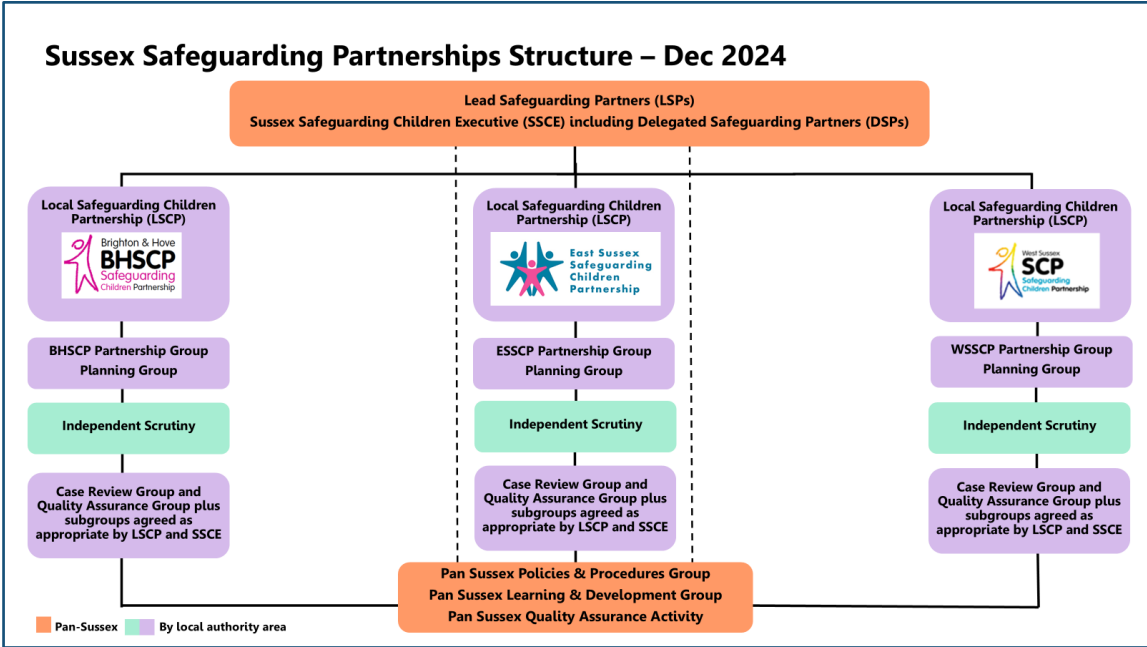 Sussex Safeguarding Partnerships Structure – Dec 2024
Lead Safeguarding Partners (LSPs)
Sussex Safeguarding Children Executive (SSCE) including Delegated Safeguarding Partners (DSPs)
Local Safeguarding Children
Partnership (LSCP)
Brighton & Hove
BHSCP
Safeguarding
Children Partnership
Local Safeguarding Children
Partnership (LSCP)
East Sussex
Safeguarding
Children
Partnership
Local Safeguarding Children
Partnership (LSCP)
West Sussex
SCP
Safeguarding
Children Partnership
BHSCP Partnership Group
Planning Group
ESSCP Partnership Group
Planning Group
WSSCP Partnership Group
Planning Group
Independent Scrutiny
Independent Scrutiny
Independent Scrutiny
Case Review Group and
Quality Assurance Group plus
subgroups agreed as
appropriate by LSCP and SSCE
Case Review Group and
Quality Assurance Group plus
subgroups agreed as
appropriate by LSCP and SSCE
Case Review Group and
Quality Assurance Group plus
subgroups agreed as
appropriate by LSCP and SSCE
Pan Sussex Policies & Procedures Group
Pan Sussex Learning & Development Group
Pan Sussex Quality Assurance Activity
Pan-Sussex
By local authority area